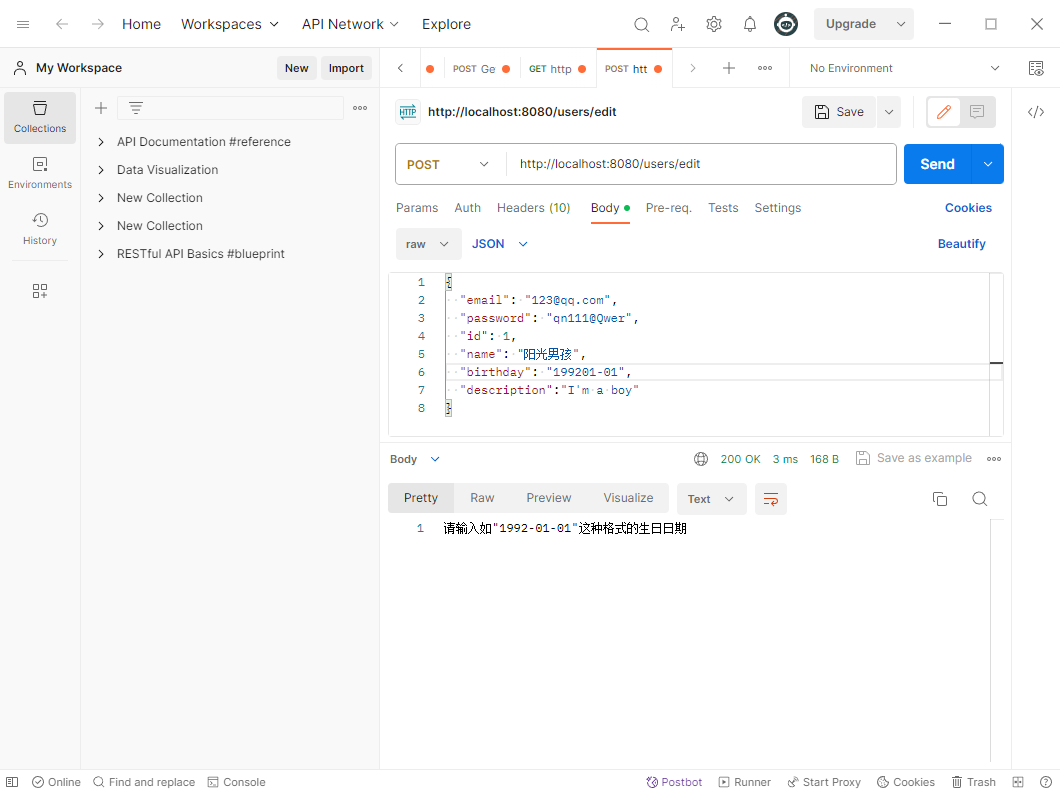 Home Workspaces API Network Explore Upgrade
My Workspace New Import POST Ge GET http POST htt No Environment
Collections
Environments
History
API Documentation #reference
Data Visualization
New Collection
New Collection
RESTful API Basics #blueprint
HTTP http://localhost:8080/users/edit Save
POST http://localhost:8080/users/edit Send
Params Auth Headers (10) Body Pre-req. Tests Settings Cookies
raw JSON Beautify
1 {
2 "email": "123@qq.com",
3 "password": "qn111@Qwer",
4 "id": 1,
5 "name": "阳光男孩",
6 "birthday": "199201-01",
7 "description":"I'm a boy"
8 }
Body 200 OK 3 ms 168 B Save as example
Pretty Raw Preview Visualize Text
1 请输入如"1992-01-01"这种格式的生日日期
Online Find and replace Console Postbot Runner Start Proxy Cookies Trash